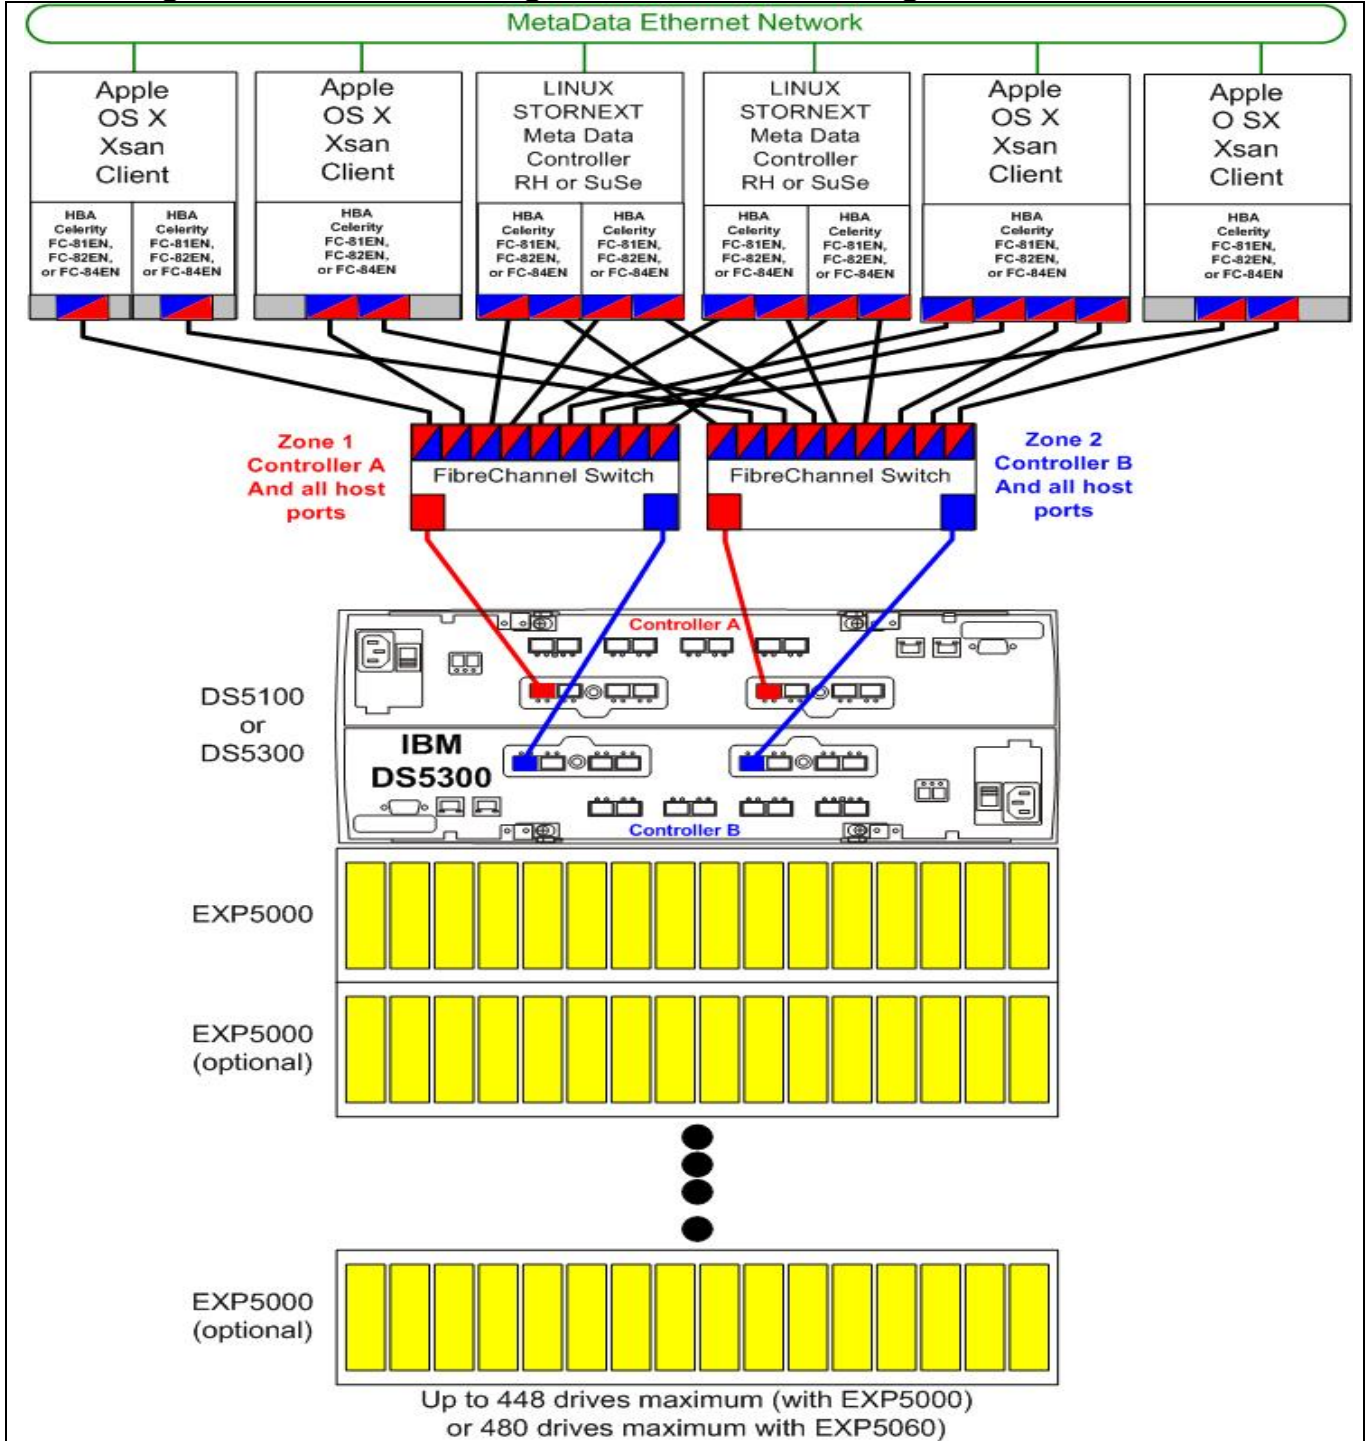 MetaData Ethernet Network
Apple
OS X
Xsan
Client
HBA
Celerity
FC-81EN,
FC-82EN,
or FC-84EN
HBA
Celerity
FC-81EN,
FC-82EN,
or FC-84EN
Apple
OS X
Xsan
Client
HBA
Celerity
FC-81EN,
FC-82EN,
or FC-84EN
LINUX
STORNEXT
Meta Data
Controller
RH or SuSe
HBA
Celerity
FC-81EN,
FC-82EN,
or FC-84EN
HBA
Celerity
FC-81EN,
FC-82EN,
or FC-84EN
LINUX
STORNEXT
Meta Data
Controller
RH or SuSe
HBA
Celerity
FC-81EN,
FC-82EN,
or FC-84EN
HBA
Celerity
FC-81EN,
FC-82EN,
or FC-84EN
Apple
OS X
Xsan
Client
HBA
Celerity
FC-81EN,
FC-82EN,
or FC-84EN
Apple
O SX
Xsan
Client
HBA
Celerity
FC-81EN,
FC-82EN,
or FC-84EN
Zone 1
Controller A
And all host
ports
FibreChannel Switch
FibreChannel Switch
Zone 2
Controller B
And all host
ports
Controller A
DS5100
or
DS5300
IBM
DS5300
Controller B
EXP5000
EXP5000
(optional)
EXP5000
(optional)
Up to 448 drives maximum (with EXP5000)
or 480 drives maximum with EXP5060)